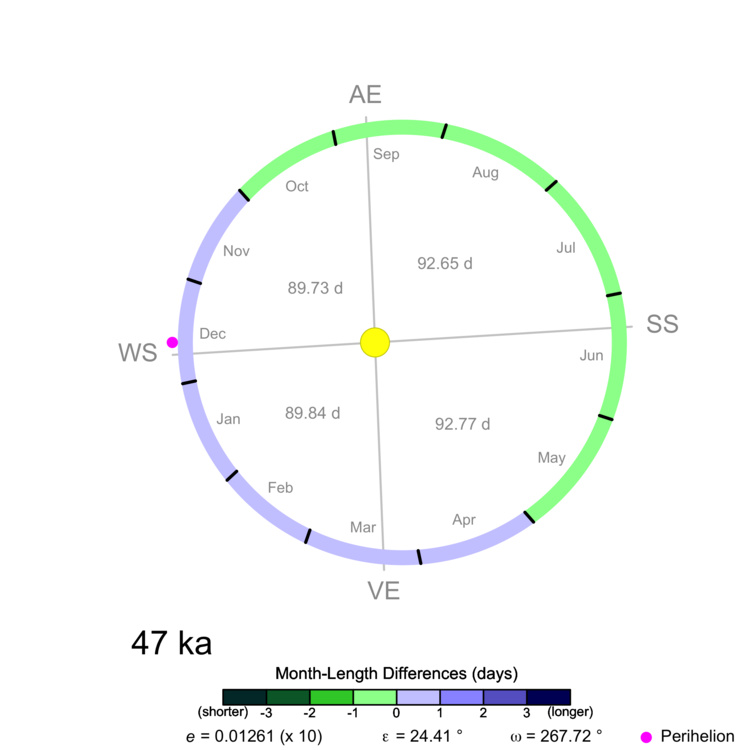 AE
Sep
Oct
Aug
Nov
Jul
92.65 d
89.73 d
SS
Dec
WS
Jun
89.84 d
Jan
92.77 d
May
Feb
Apr
Mar
VE
47 ka
Month-Length Differences (days)
(shorter) -3 -2 -1 0 1 2 3 (longer)
e = 0.01261 (x 10) ε = 24.41 ° ω = 267.72 ° Perihelion